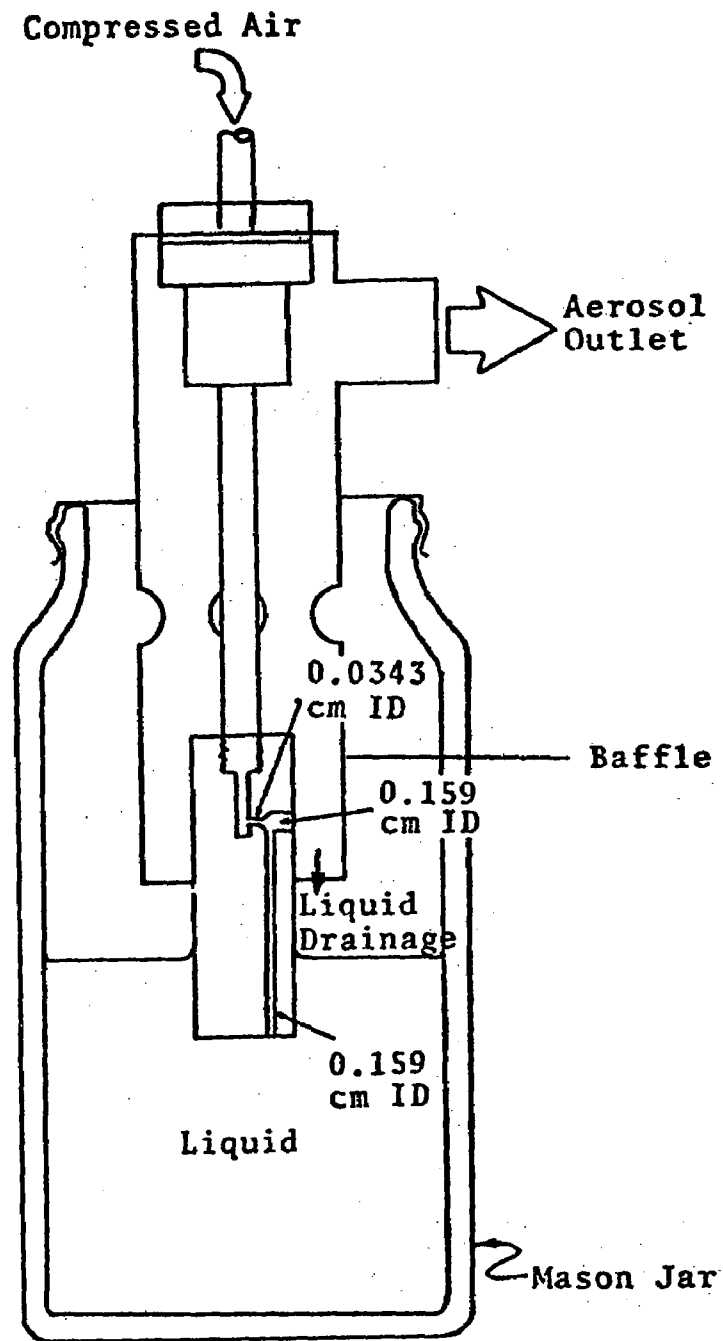 Compressed Air
Aerosol
Outlet
0.0343
cm ID
Baffle
0.159
cm ID
Liquid
Drainage
0.159
cm ID
Liquid
Mason Jar